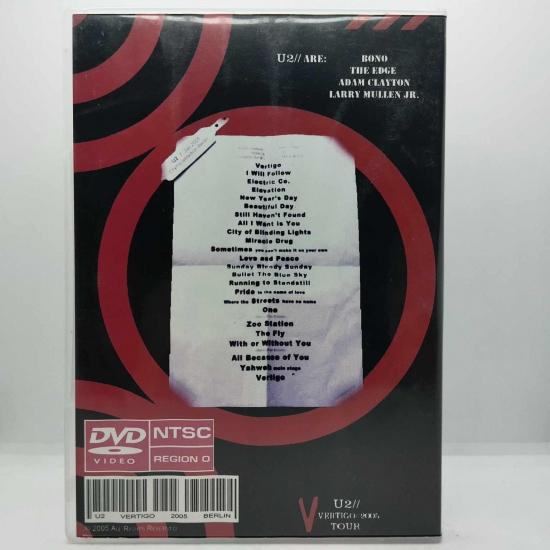 U2// ARE:
BONO
THE EDGE
ADAM CLAYTON
LARRY MULLEN JR.
Vertigo
I Will Follow
Electric Co.
Elevation
New Year's Day
Beautiful Day
Still Haven't Found
All I Want is You
City of Blinding Lights
Miracle Drug
Sometimes you can't make it on your own
Love and Peace
Sunday Bloody Sunday
Bullet The Blue Sky
Running to Standstill
Pride in the name of love
Where the Streets have no name
One
Zoo Station
The Fly
With or Without You
All Because of You
Yahweh main stage
Vertigo
DVD
VIDEO
NTSC
REGION 0
U2 VERTIGO 2005 BERLIN
© 2005 All Rights Reserved
V U2//
VERTIGO//2005
TOUR